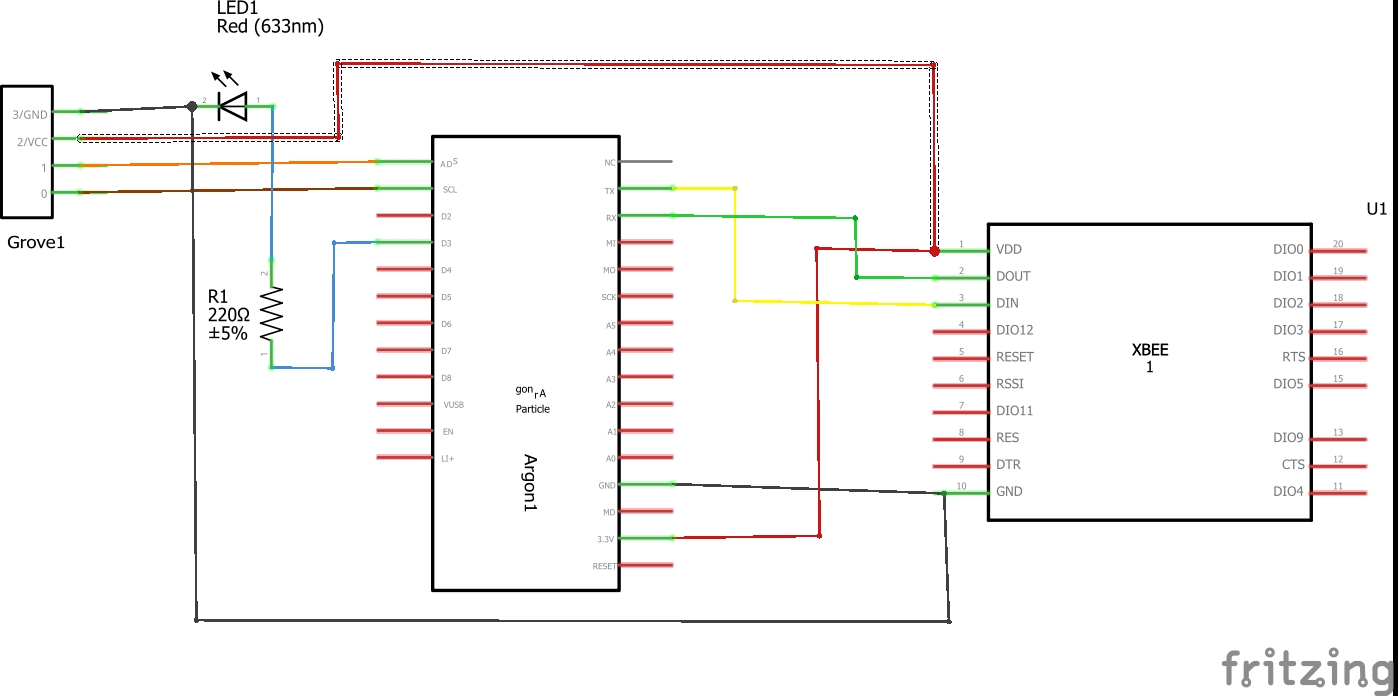 LED1
Red (633nm)
2
1
3/GND
2/VCC
1
0
Grove1
2
R1
220Ω
±5%
1
ADS
SCL
D2
D3
D4
D5
D6
D7
D8
VUSB
EN
LI+
gon r A
Particle
Argon1
NC
TX
RX
MI
MO
SCK
A5
A4
A3
A2
A1
A0
GND
MD
3.3V
RESET
U1
1 VDD
2 DOUT
3 DIN
4 DIO12
5 RESET
6 RSSI
7 DIO11
8 RES
9 DTR
10 GND
XBEE
1
DIO0 20
DIO1 19
DIO2 18
DIO3 17
RTS 16
DIO5 15
DIO9 13
CTS 12
DIO4 11
fritzing